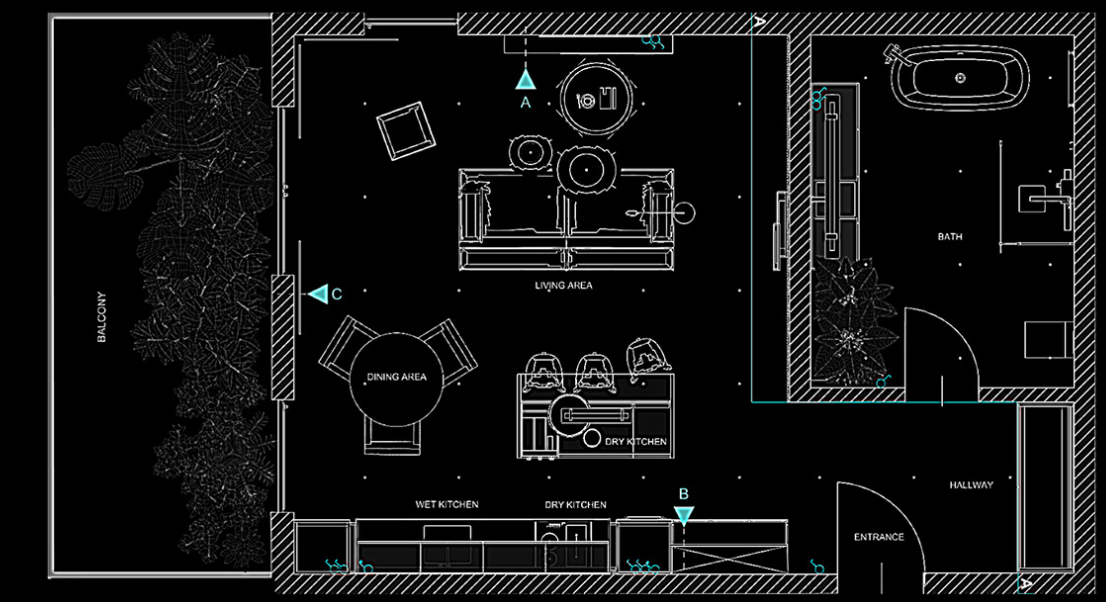 A
A
BATH
BALCONY
LIVING AREA
C
DINING AREA
DRY KITCHEN
HALLWAY
B
WET KITCHEN
DRY KITCHEN
ENTRANCE
A